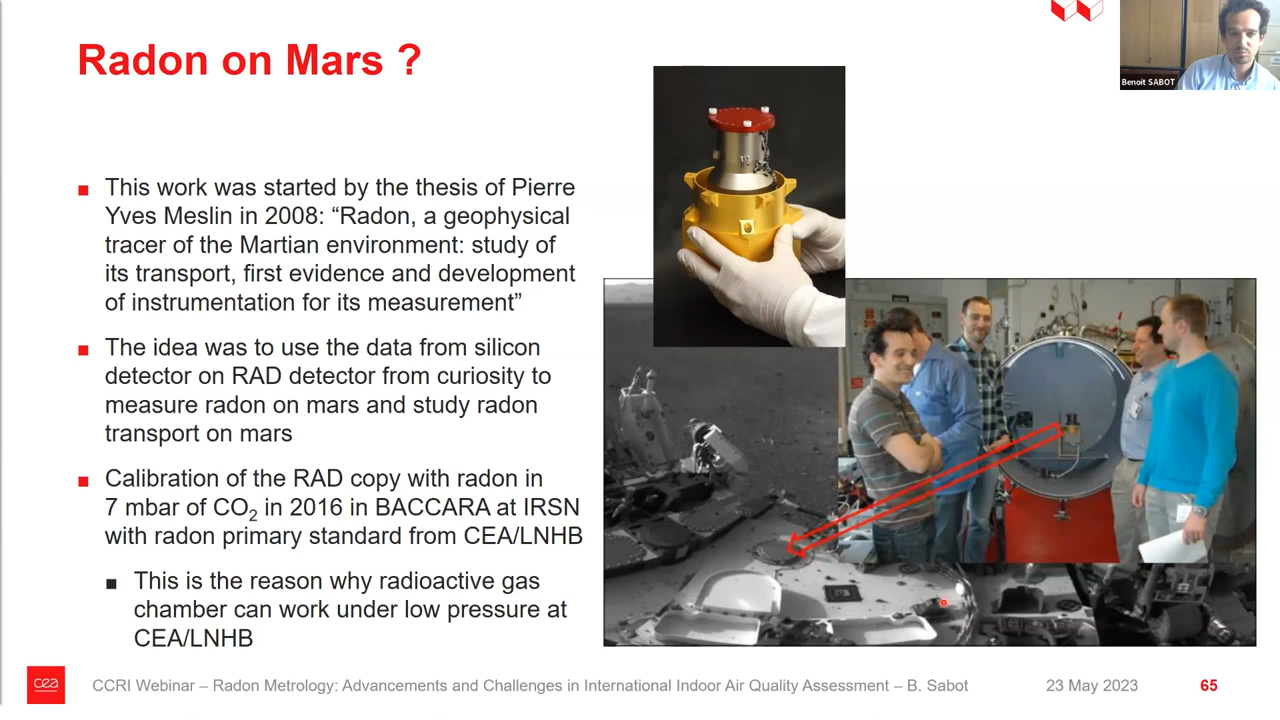 Radon on Mars ?
Benoit SABOT
■ This work was started by the thesis of Pierre
Yves Meslin in 2008: “Radon, a geophysical
tracer of the Martian environment: study of
its transport, first evidence and development
of instrumentation for its measurement”
■ The idea was to use the data from silicon
detector on RAD detector from curiosity to
measure radon on mars and study radon
transport on mars
■ Calibration of the RAD copy with radon in
7 mbar of CO2 in 2016 in BACCARA at IRSN
with radon primary standard from CEA/LNHB
■ This is the reason why radioactive gas
chamber can work under low pressure at
CEA/LNHB
cea
CCRI Webinar – Radon Metrology: Advancements and Challenges in International Indoor Air Quality Assessment – B. Sabot
23 May 2023
65